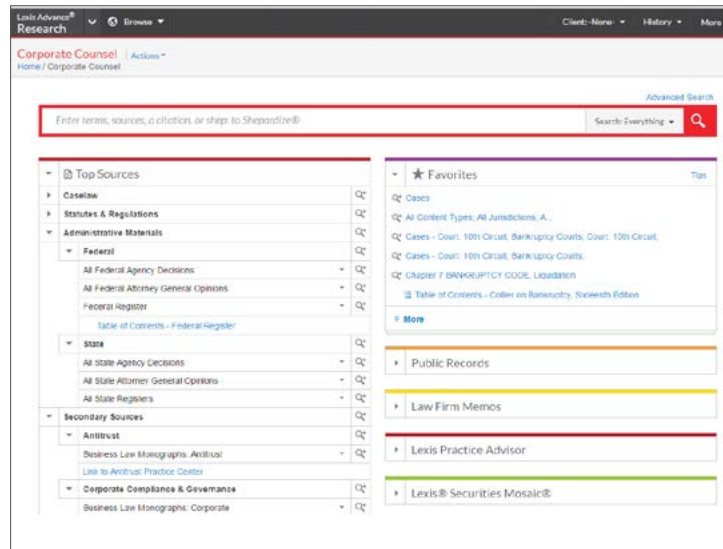 Lexis Advance®
Research
Browse
Client: -None-
History
More
Corporate Counsel
Actions
Home / Corporate Counsel
Advanced Search
Enter terms, sources, a citation, or shep: to Shepardize®
Search: Everything
Top Sources
Caselaw
Statutes & Regulations
Administrative Materials
Federal
All Federal Agency Decisions
All Federal Attorney General Opinions
Federal Register
Table of Contents - Federal Register
State
All State Agency Decisions
All State Attorney General Opinions
All State Registers
Secondary Sources
Antitrust
Business Law Monographs: Antitrust
Link to Antitrust Practice Center
Corporate Compliance & Governance
Business Law Monographs: Corporate
Favorites
Tips
Cases
All Content Types; All Jurisdictions; A...
Cases - Court: 10th Circuit, Bankruptcy Courts; Court: 10th Circuit,
Cases - Court: 10th Circuit, Bankruptcy Courts;
Chapter 7 BANKRUPTCY CODE, Liquidation
Table of Contents - Collier on Bankruptcy, Sixteenth Edition
More
Public Records
Law Firm Memos
Lexis Practice Advisor
Lexis® Securities Mosaic®